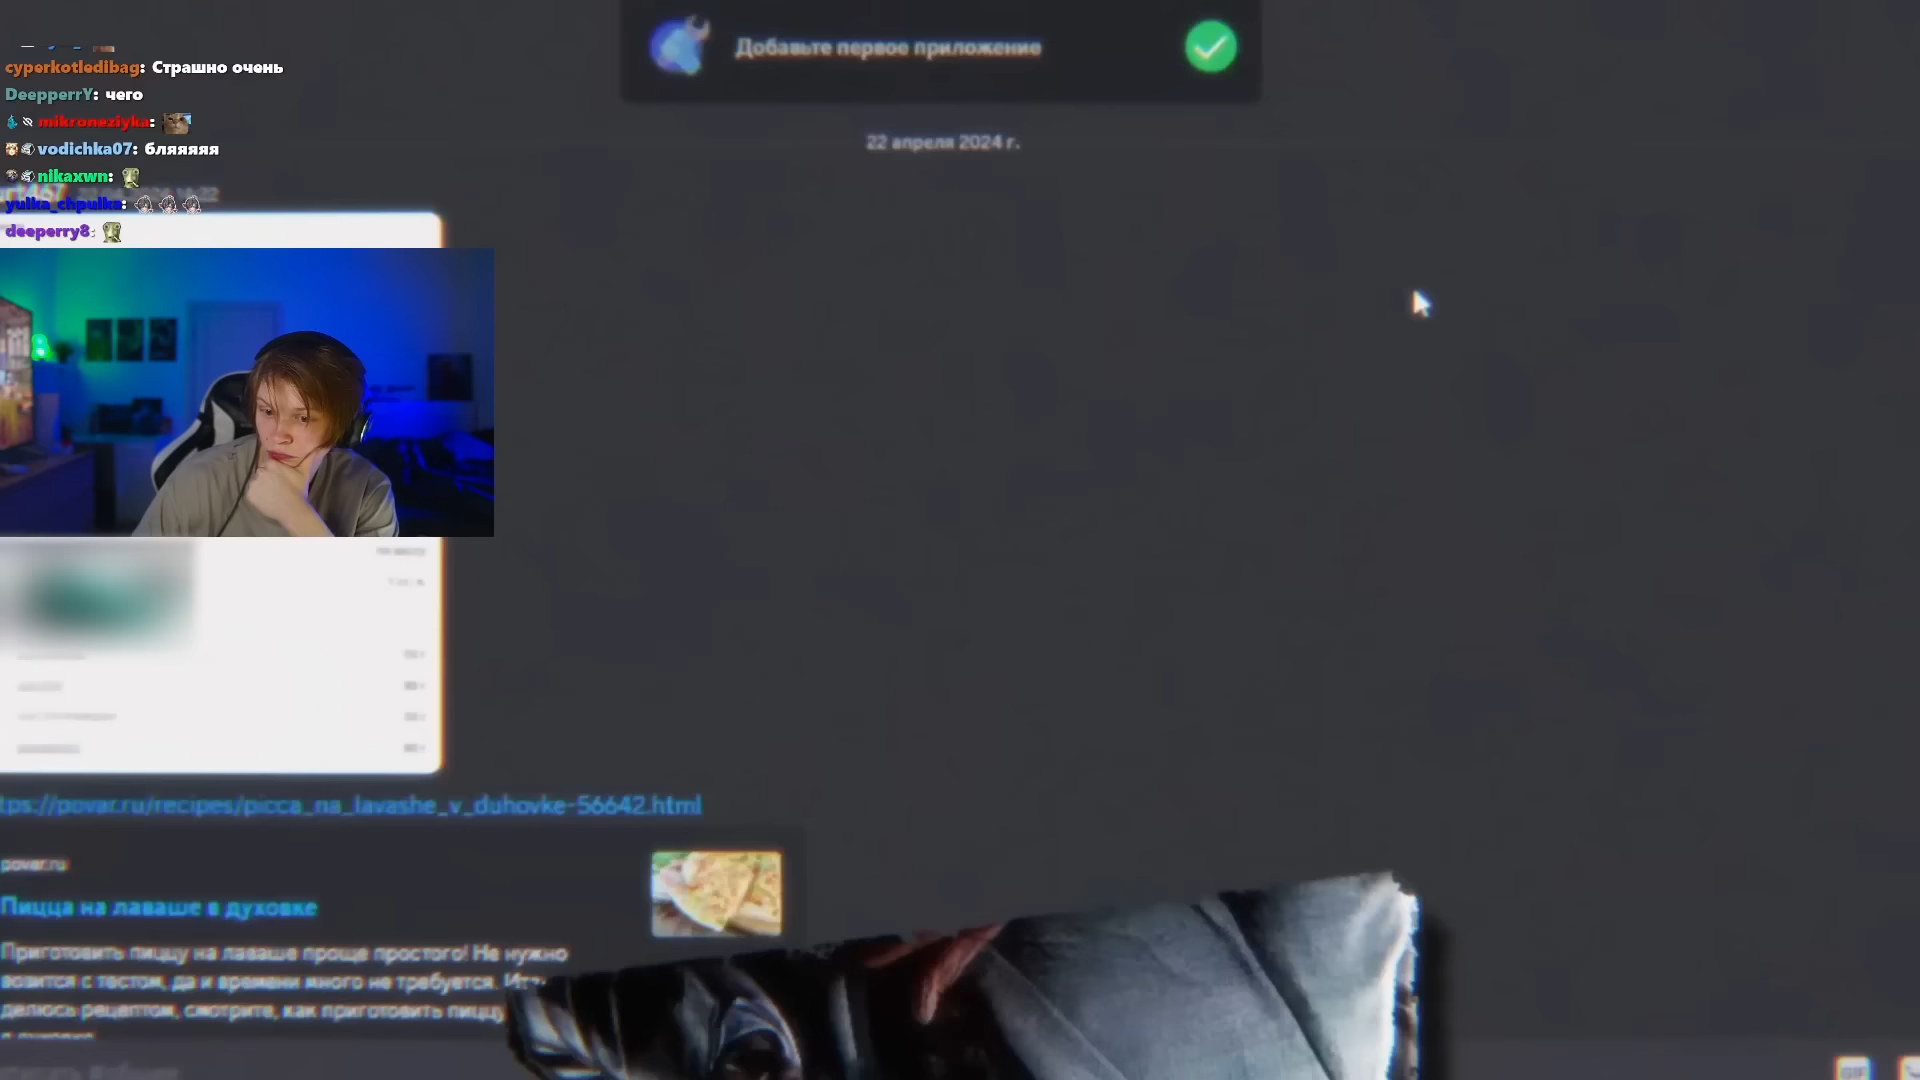 Добавьте первое приложение
22 апреля 2024 г.
cyperkotledibag: Страшно очень
DeepperrY: чего
mikroneziyka:
vodichka07: бляяяяя
nikaxwn:
yulka_chpulka:
deeperry8:
tps://povar.ru/recipes/picca_na_lavashe_v_duhovke-56642.html
povar.ru
Пицца на лаваше в духовке
Приготовить пиццу на лаваше проще простого! Не нужно
возится с тестом, да и времени много не требуется.
делюсь рецептом, смотрите, как приготовить пиццу